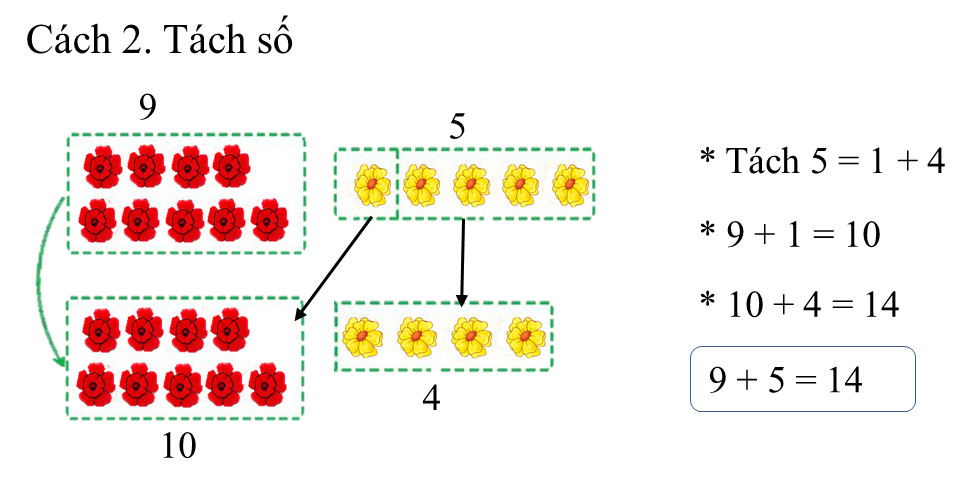 Cách 2. Tách số
9
5
10
4
* Tách 5 = 1 + 4
* 9 + 1 = 10
* 10 + 4 = 14
9 + 5 = 14